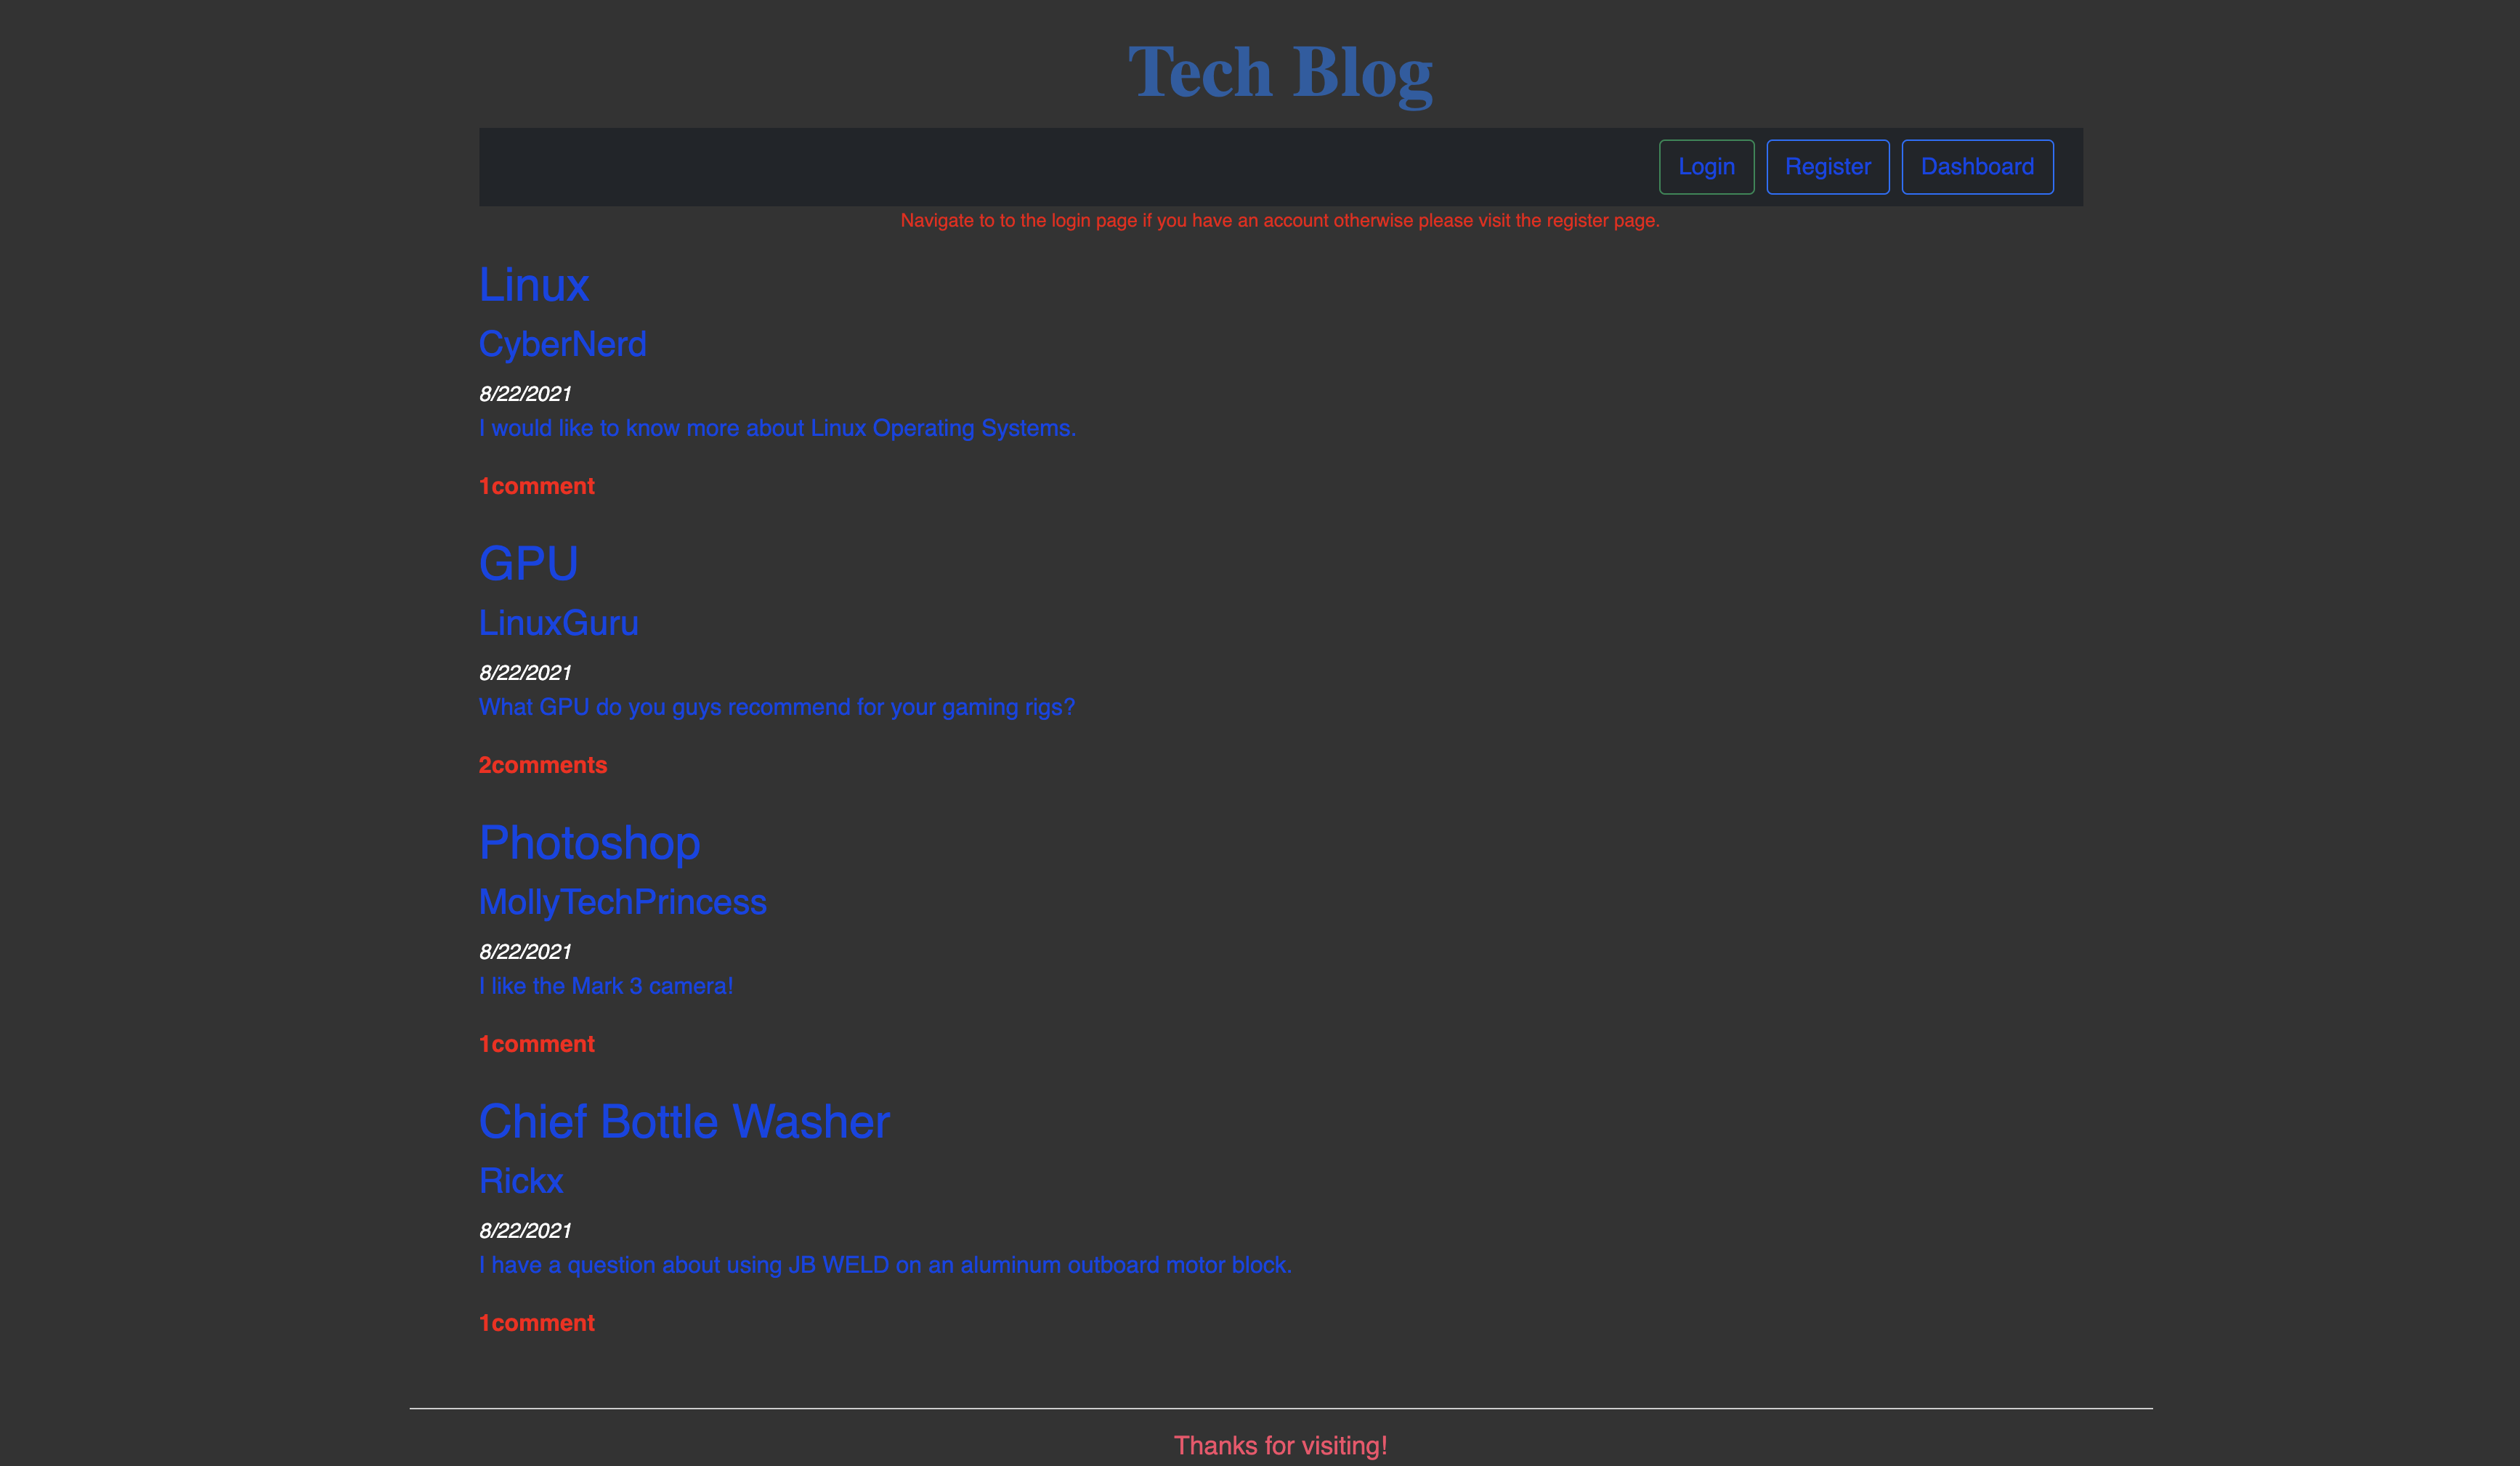 Tech Blog
Login Register Dashboard
Navigate to to the login page if you have an account otherwise please visit the register page.
Linux
CyberNerd
8/22/2021
I would like to know more about Linux Operating Systems.
1comment
GPU
LinuxGuru
8/22/2021
What GPU do you guys recommend for your gaming rigs?
2comments
Photoshop
MollyTechPrincess
8/22/2021
I like the Mark 3 camera!
1comment
Chief Bottle Washer
Rickx
8/22/2021
I have a question about using JB WELD on an aluminum outboard motor block.
1comment
Thanks for visiting!